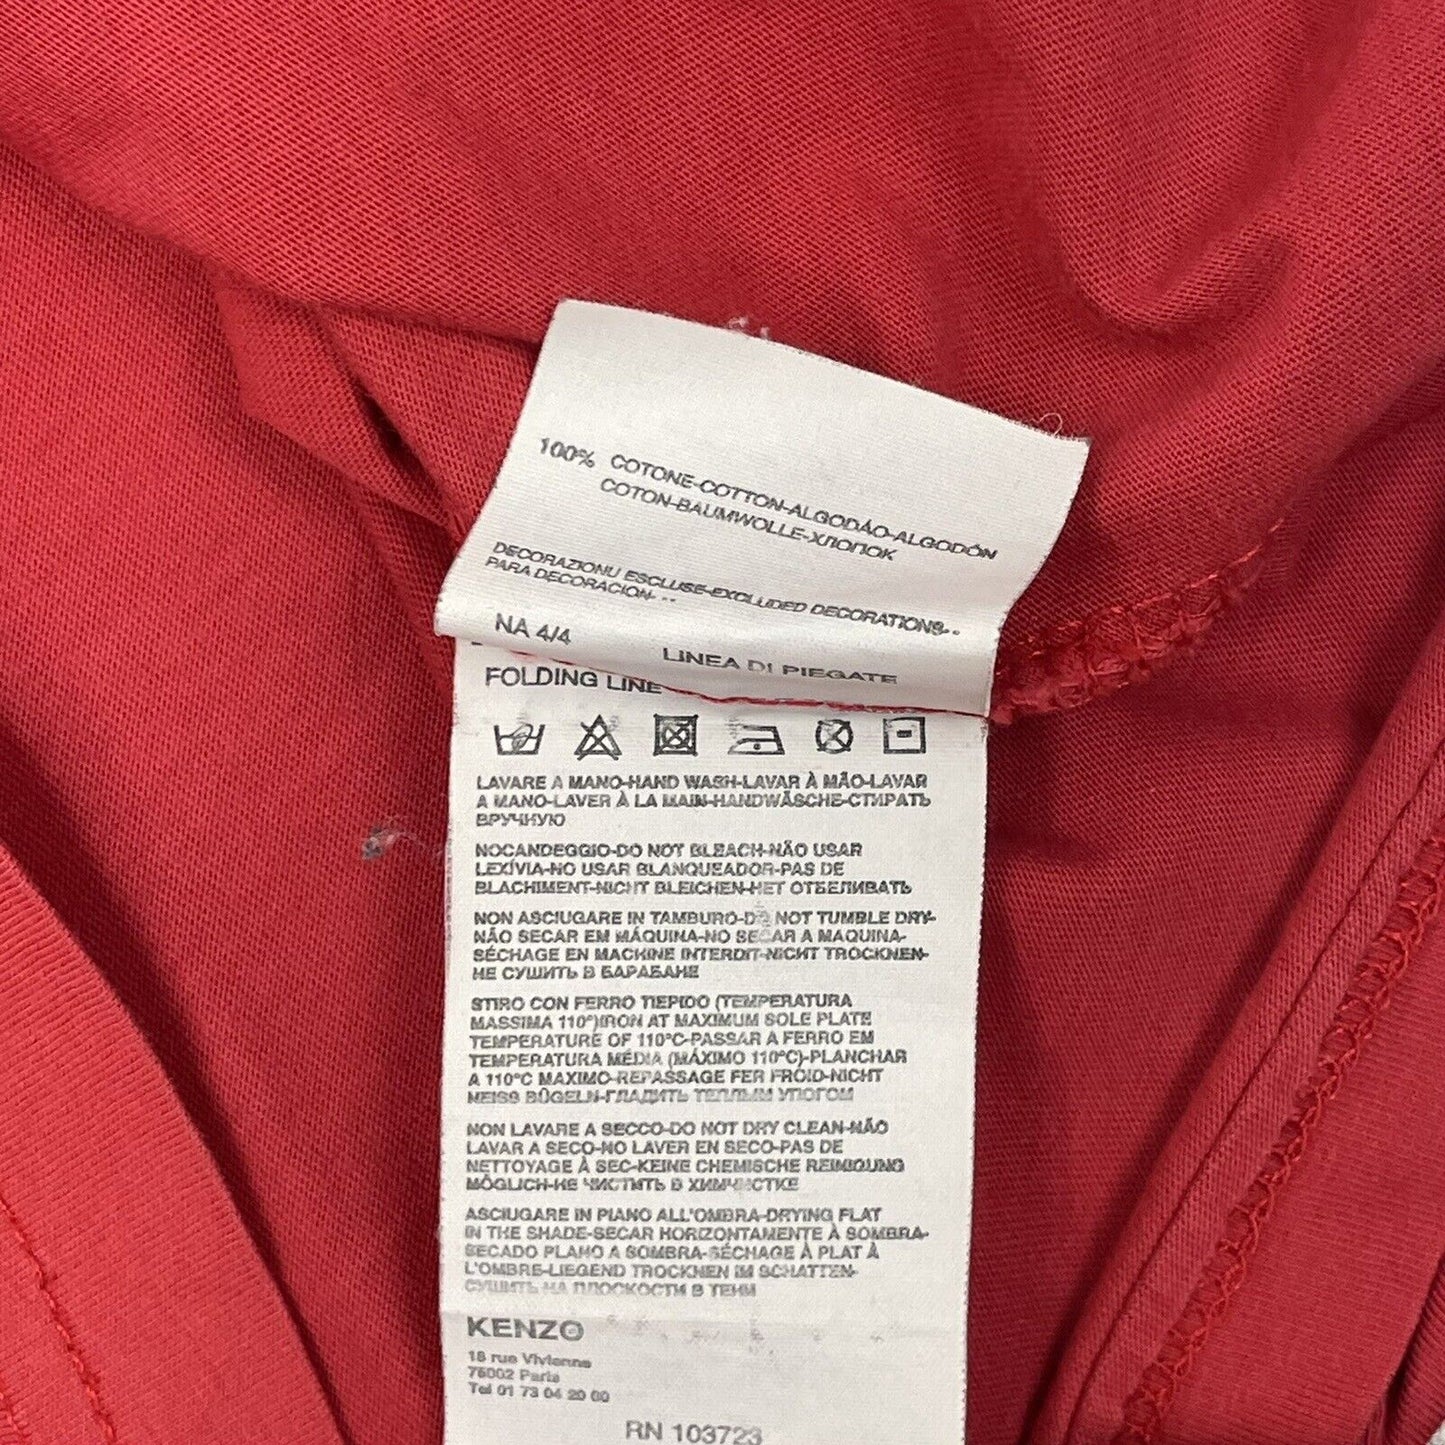 100% COTONE-COTTON-ALGODÃO-ALGODÓN
COTON-BAUMWOLLE-ХЛОПОК
DECORAZIONU ESCLUSE-EXCLUDED DECORATIONS--
PARA DECORACION- --
NA 4/4
LINEA DI PIEGATE
FOLDING LINE
LAVARE A MANO-HAND WASH-LAVAR À MÃO-LAVAR
A MANO-LAVER À LA MAIN-HANDWÄSCHE-СТИРАТЬ
ВРУЧНУЮ
NOCANDEGGIO-DO NOT BLEACH-NÃO USAR
LEXÍVIA-NO USAR BLANQUEADOR-PAS DE
BLACHIMENT-NICHT BLEICHEN-НЕТ ОТБЕЛИВАТЬ
NON ASCIUGARE IN TAMBURO-DO NOT TUMBLE DRY-
NÃO SECAR EM MÁQUINA-NO SECAR A MAQUINA-
SÉCHAGE EN MACHINE INTERDIT-NICHT TROCKNEN-
НЕ СУШИТЬ В БАРАБАНЕ
STIRO CON FERRO TIEPIDO (TEMPERATURA
MASSIMA 110°)IRON AT MAXIMUM SOLE PLATE
TEMPERATURE OF 110°C-PASSAR A FERRO EM
TEMPERATURA MÉDIA (MÁXIMO 110°C)-PLANCHAR
A 110°C MAXIMO-REPASSAGE FER FROID-NICHT
HEISS BÜGELN-ГЛАДИТЬ ТЕПЛЫМ УТЮГОМ
NON LAVARE A SECCO-DO NOT DRY CLEAN-NÃO
LAVAR A SECO-NO LAVER EN SECO-PAS DE
NETTOYAGE À SEC-KEINE CHEMISCHE REINIGUNG
MÖGLICH-НЕ ЧИСТИТЬ В ХИМЧИСТКЕ
ASCIUGARE IN PIANO ALL'OMBRA-DRYING FLAT
IN THE SHADE-SECAR HORIZONTAMENTE À SOMBRA-
SECADO PLANO A SOMBRA-SÉCHAGE À PLAT À
L'OMBRE-LIEGEND TROCKNEN IM SCHATTEN-
СУШИТЬ НА ПЛОСКОСТИ В ТЕНИ
KENZO
18 rue Vivienne
75002 Paris
Tel 01 73 04 20 00
RN 103723